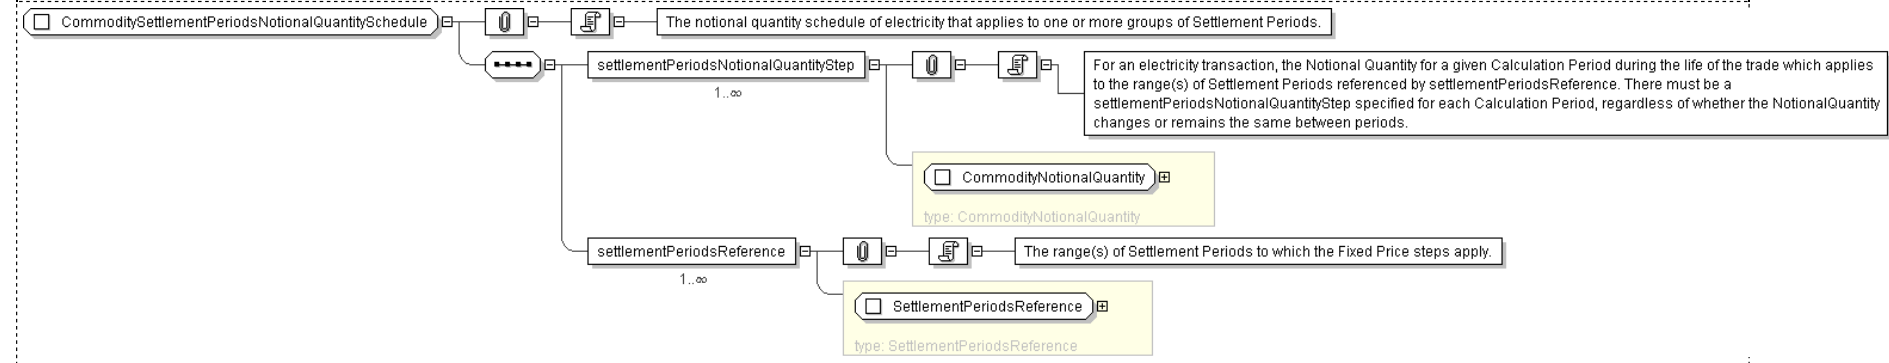 CommoditySettlementPeriodsNotionalQuantitySchedule
The notional quantity schedule of electricity that applies to one or more groups of Settlement Periods.
settlementPeriodsNotionalQuantityStep
1..∞
For an electricity transaction, the Notional Quantity for a given Calculation Period during the life of the trade which applies
to the range(s) of Settlement Periods referenced by settlementPeriodsReference. There must be a
settlementPeriodsNotionalQuantityStep specified for each Calculation Period, regardless of whether the NotionalQuantity
changes or remains the same between periods.
CommodityNotionalQuantity
type: CommodityNotionalQuantity
settlementPeriodsReference
1..∞
The range(s) of Settlement Periods to which the Fixed Price steps apply.
SettlementPeriodsReference
type: SettlementPeriodsReference